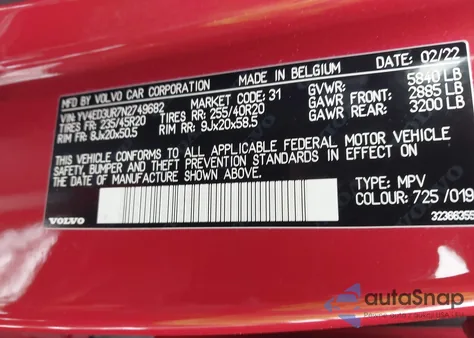 MFD BY VOLVO CAR CORPORATION MADE IN BELGIUM DATE: 02/22
VIN: YV4ED3UR7N2749682 MARKET CODE: 31 GVWR: 5840 LB
TIRES FR: 235/45R20 TIRES RR: 255/40R20 GAWR FRONT: 2885 LB
RIM FR: 8Jx20x50.5 RIM RR: 9Jx20x58.5 GAWR REAR: 3200 LB
THIS VEHICLE CONFORMS TO ALL APPLICABLE FEDERAL MOTOR VEHICLE
SAFETY, BUMPER AND THEFT PREVENTION STANDARDS IN EFFECT ON
THE DATE OF MANUFACTURE SHOWN ABOVE.
TYPE: MPV
COLOUR: 725 /019
VOLVO 32366355
autoSnap